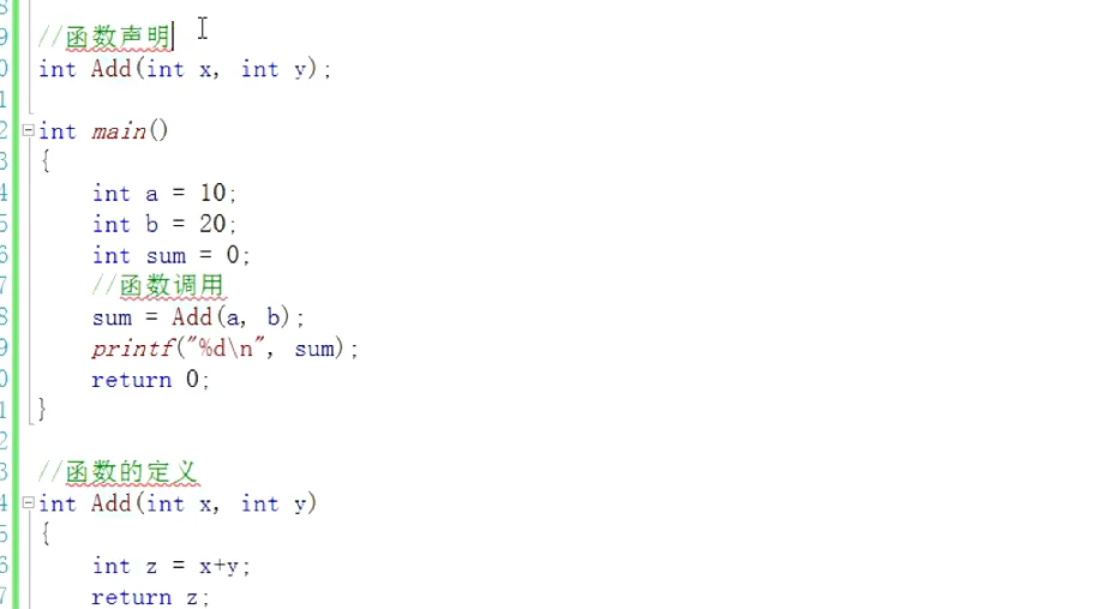 //函数声明
int Add(int x, int y);
int main()
{
int a = 10;
int b = 20;
int sum = 0;
//函数调用
sum = Add(a, b);
printf("%d\n", sum);
return 0;
}
//函数的定义
int Add(int x, int y)
{
int z = x+y;
return z;